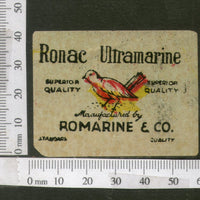 Ronac Ultramarine
SUPERIOR QUALITY
SUPERIOR QUALITY
Manufactured by
ROMARINE & CO.
STANDARD QUALITY
50
40
30
20
10
0 mm
0 mm 10 20 30 40 50 60